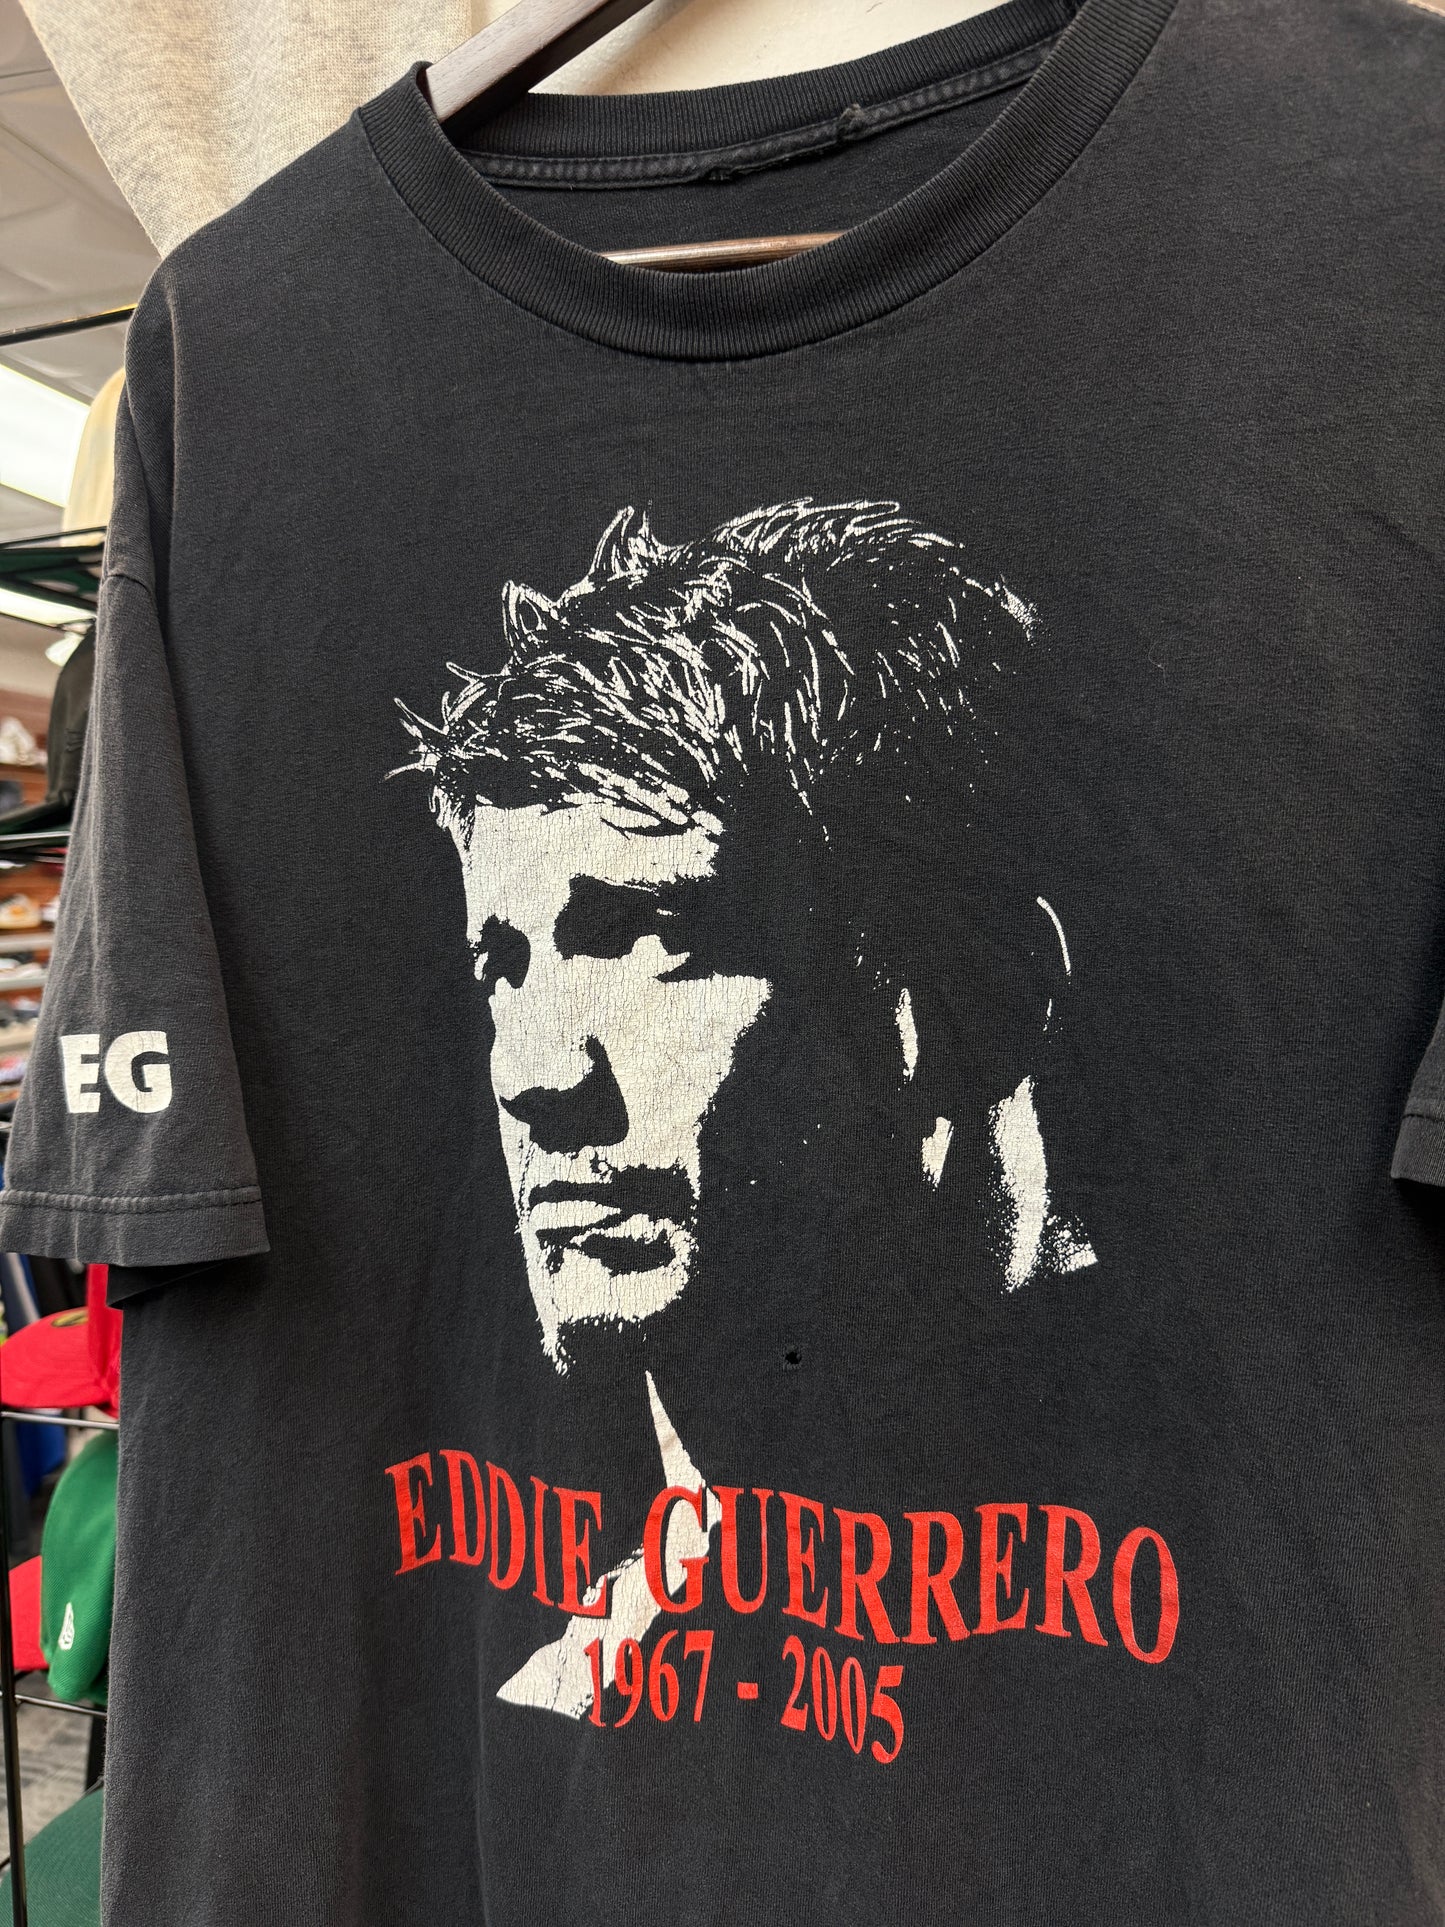 EG
EDDIE GUERRERO
1967 - 2005